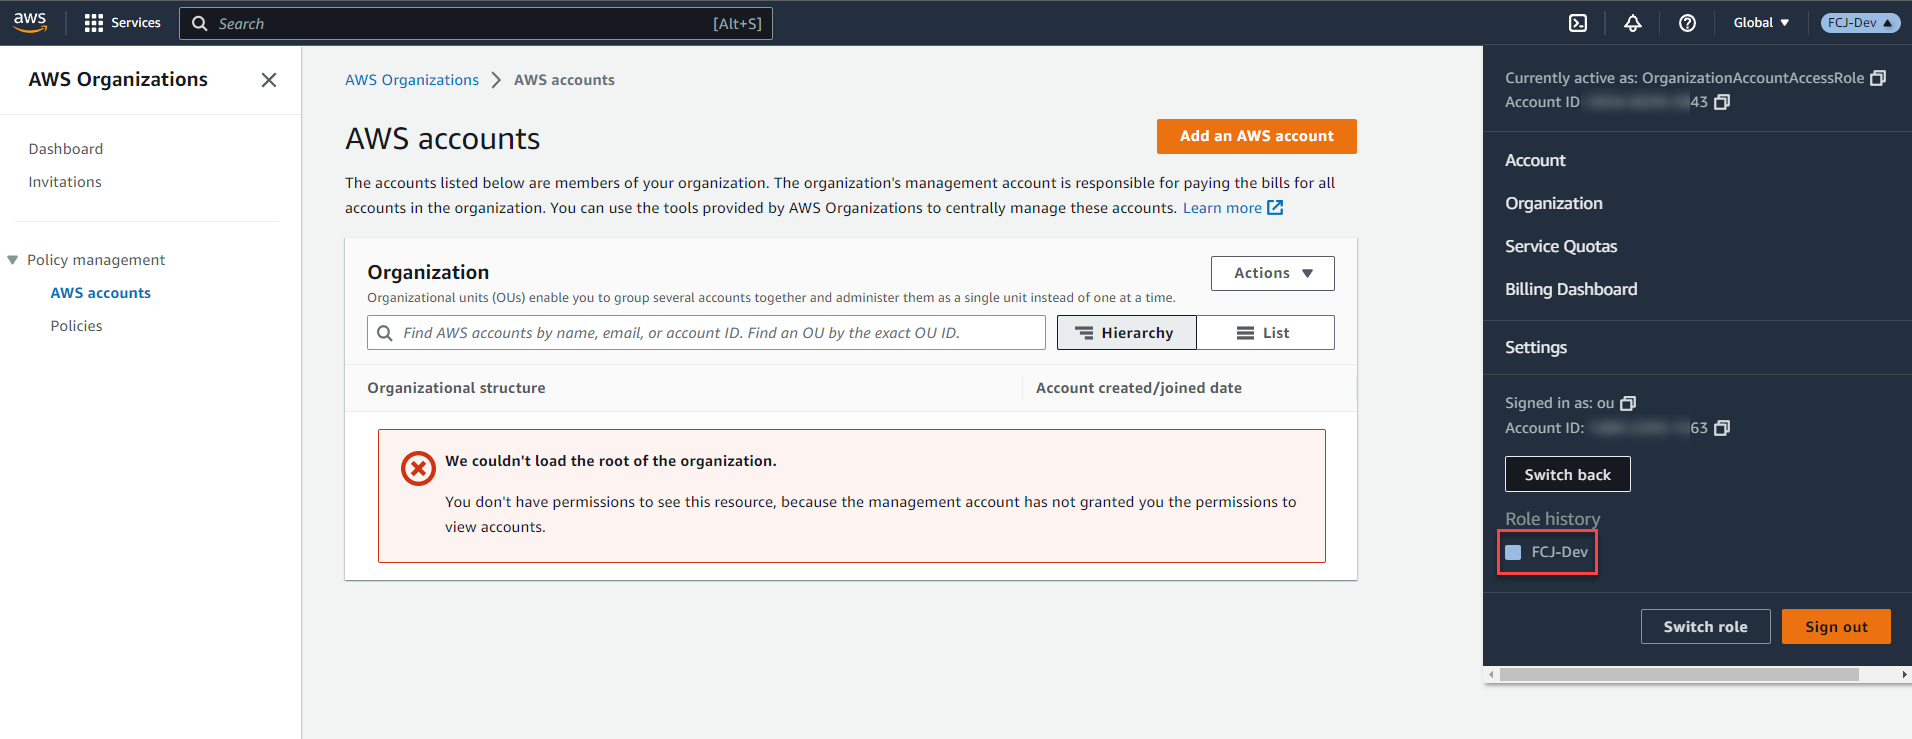 aws
Services
Search
[Alt+S]
Global
FCJ-Dev
AWS Organizations
Dashboard
Invitations
Policy management
AWS accounts
Policies
AWS Organizations
AWS accounts
AWS accounts
Add an AWS account
The accounts listed below are members of your organization. The organization's management account is responsible for paying the bills for all
accounts in the organization. You can use the tools provided by AWS Organizations to centrally manage these accounts. Learn more
Organization
Actions
Organizational units (OUs) enable you to group several accounts together and administer them as a single unit instead of one at a time.
Find AWS accounts by name, email, or account ID. Find an OU by the exact OU ID.
Hierarchy
List
Organizational structure
Account created/joined date
We couldn't load the root of the organization.
You don't have permissions to see this resource, because the management account has not granted you the permissions to
view accounts.
Currently active as: OrganizationAccountAccessRole
Account ID 43
Account
Organization
Service Quotas
Billing Dashboard
Settings
Signed in as: ou
Account ID: 63
Switch back
Role history
FCJ-Dev
Switch role
Sign out